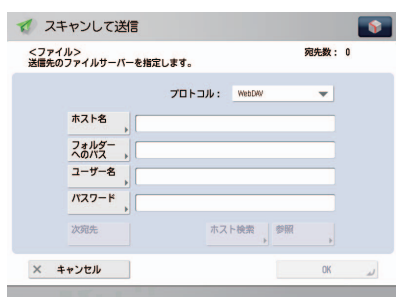 スキャンして送信
<ファイル>
送信先のファイルサーバーを指定します。
宛先数： 0
プロトコル： WebDAV
ホスト名
フォルダー
へのパス
ユーザー名
パスワード
次宛先 ホスト検索 参照
× キャンセル OK